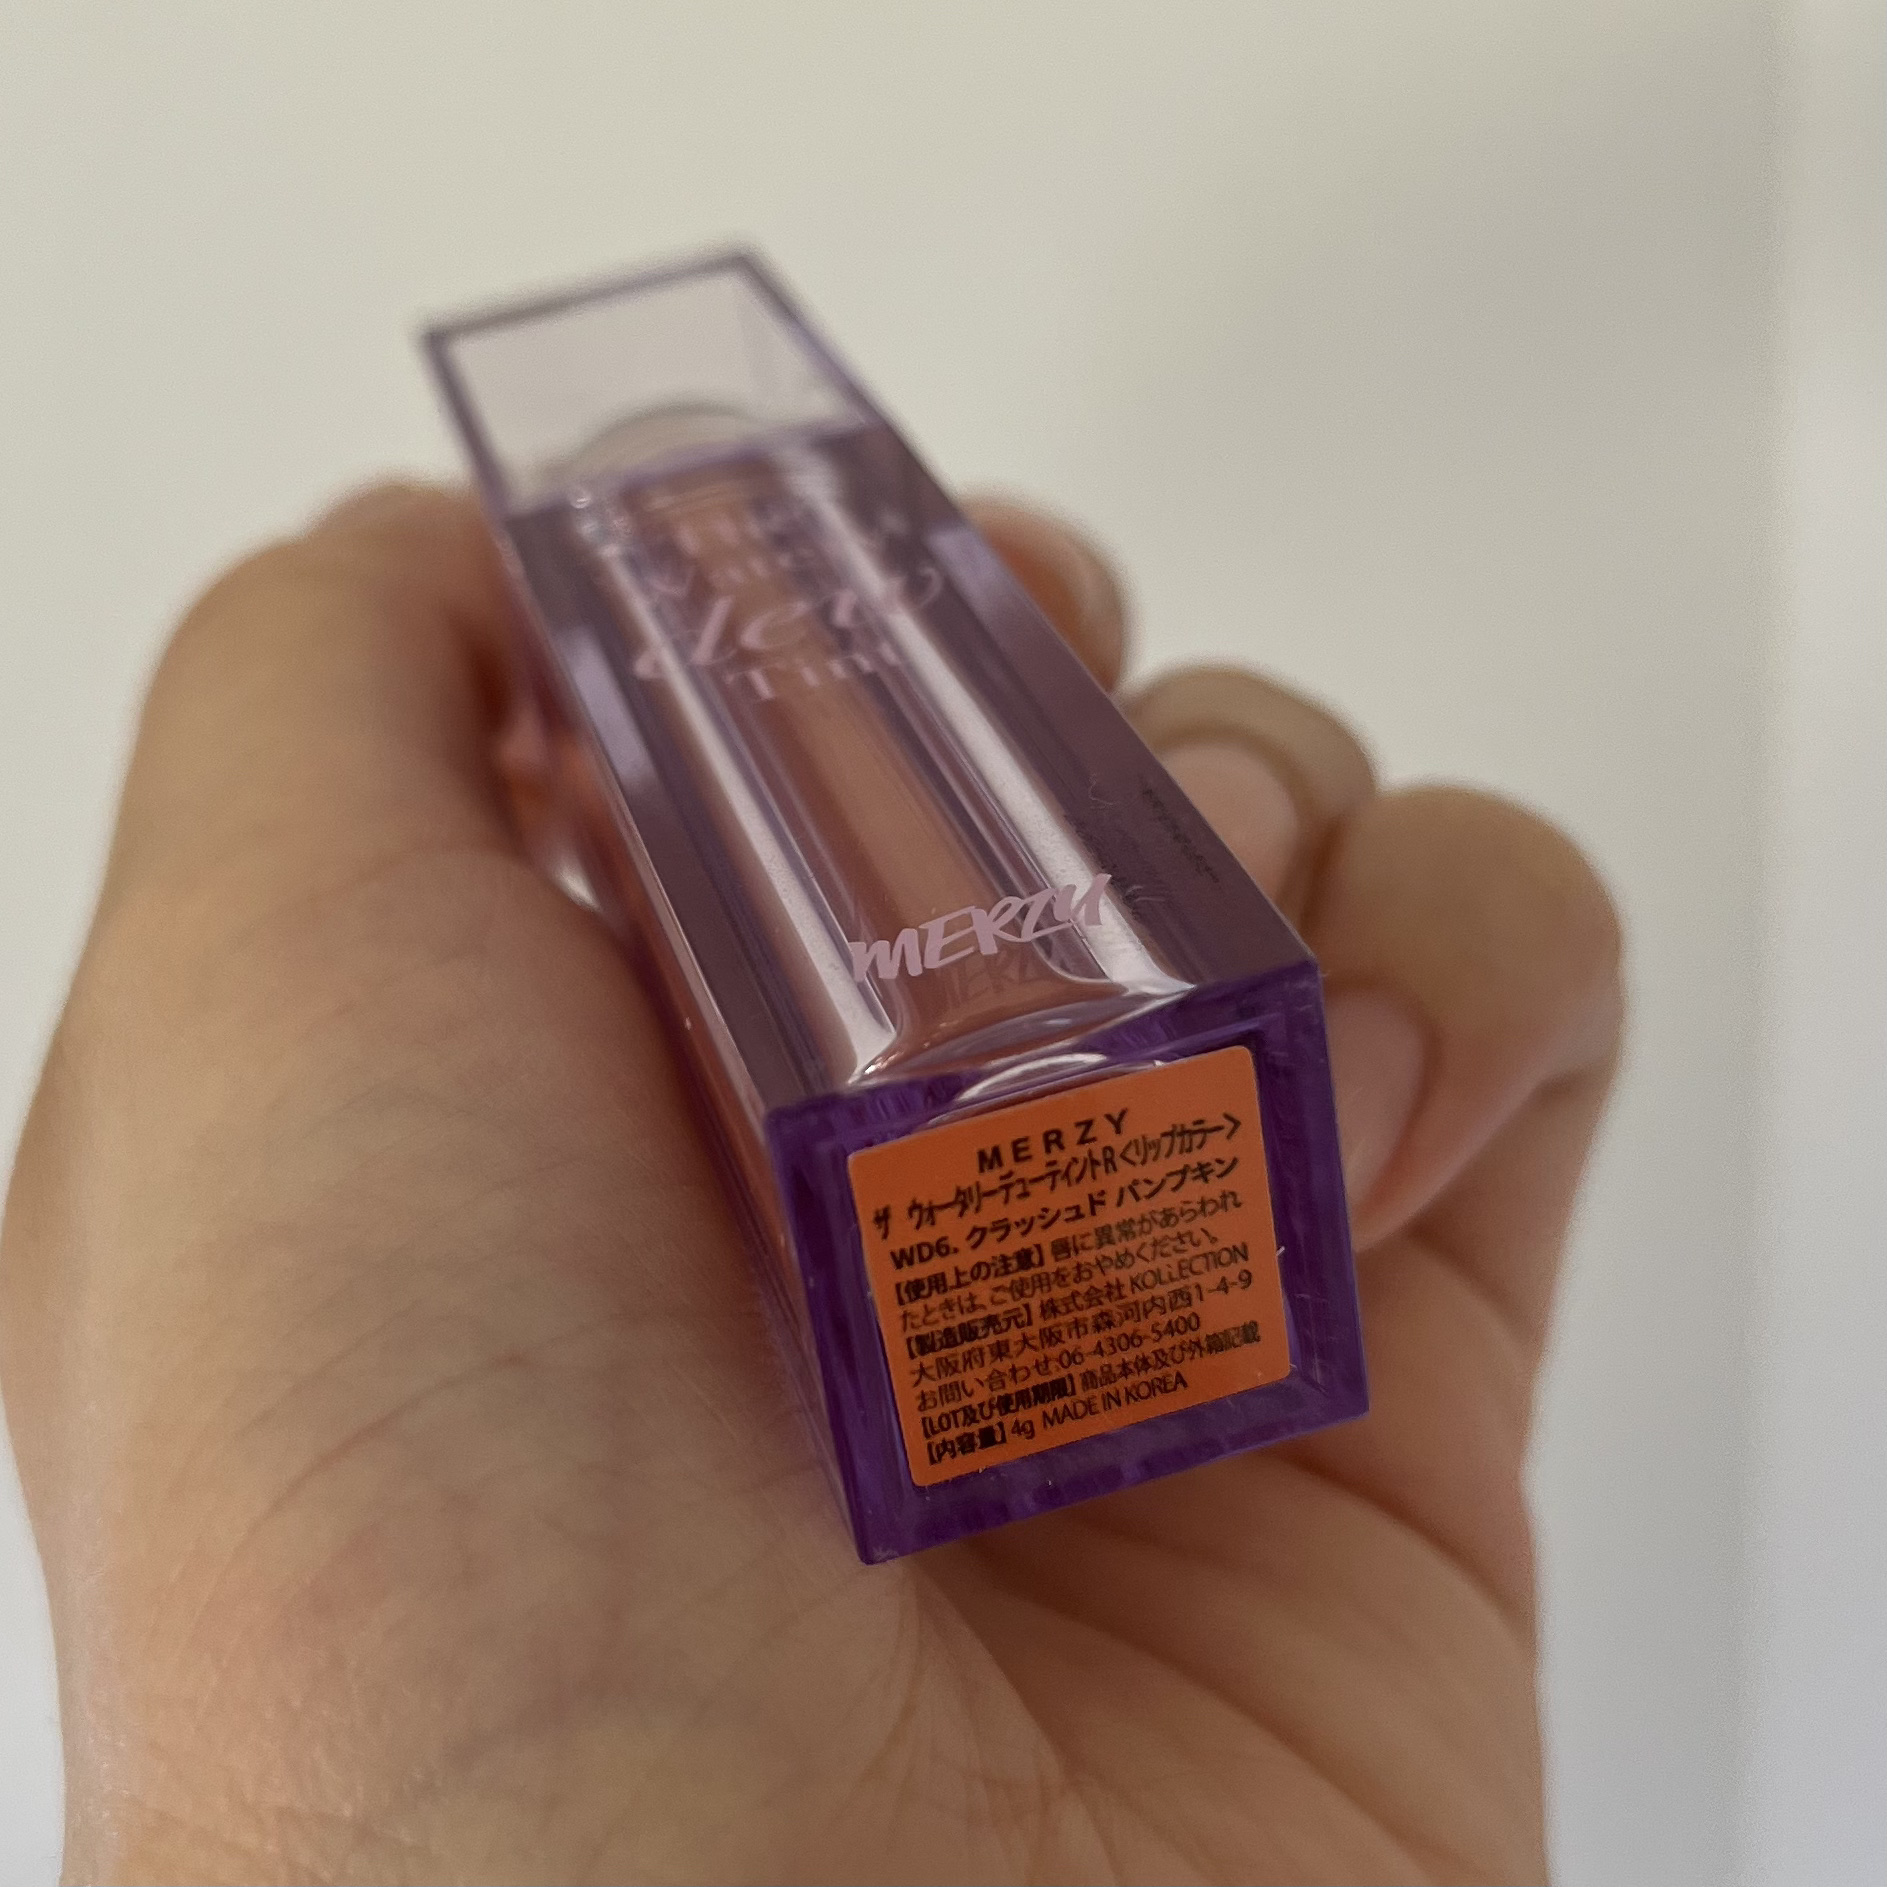 dewy
Tint
MERZY
MERZY
ザ ウォータリーデューティントR<リップカラー>
WD6. クラッシュド パンプキン
【使用上の注意】唇に異常があらわれ
たときは、ご使用をおやめください。
【製造販売元】株式会社 KOLLECTION
大阪府東大阪市森河内西1-4-9
お問い合わせ:06-4306-5400
【LOT及び使用期限】商品本体及び外箱記載
【内容量】4g MADE IN KOREA